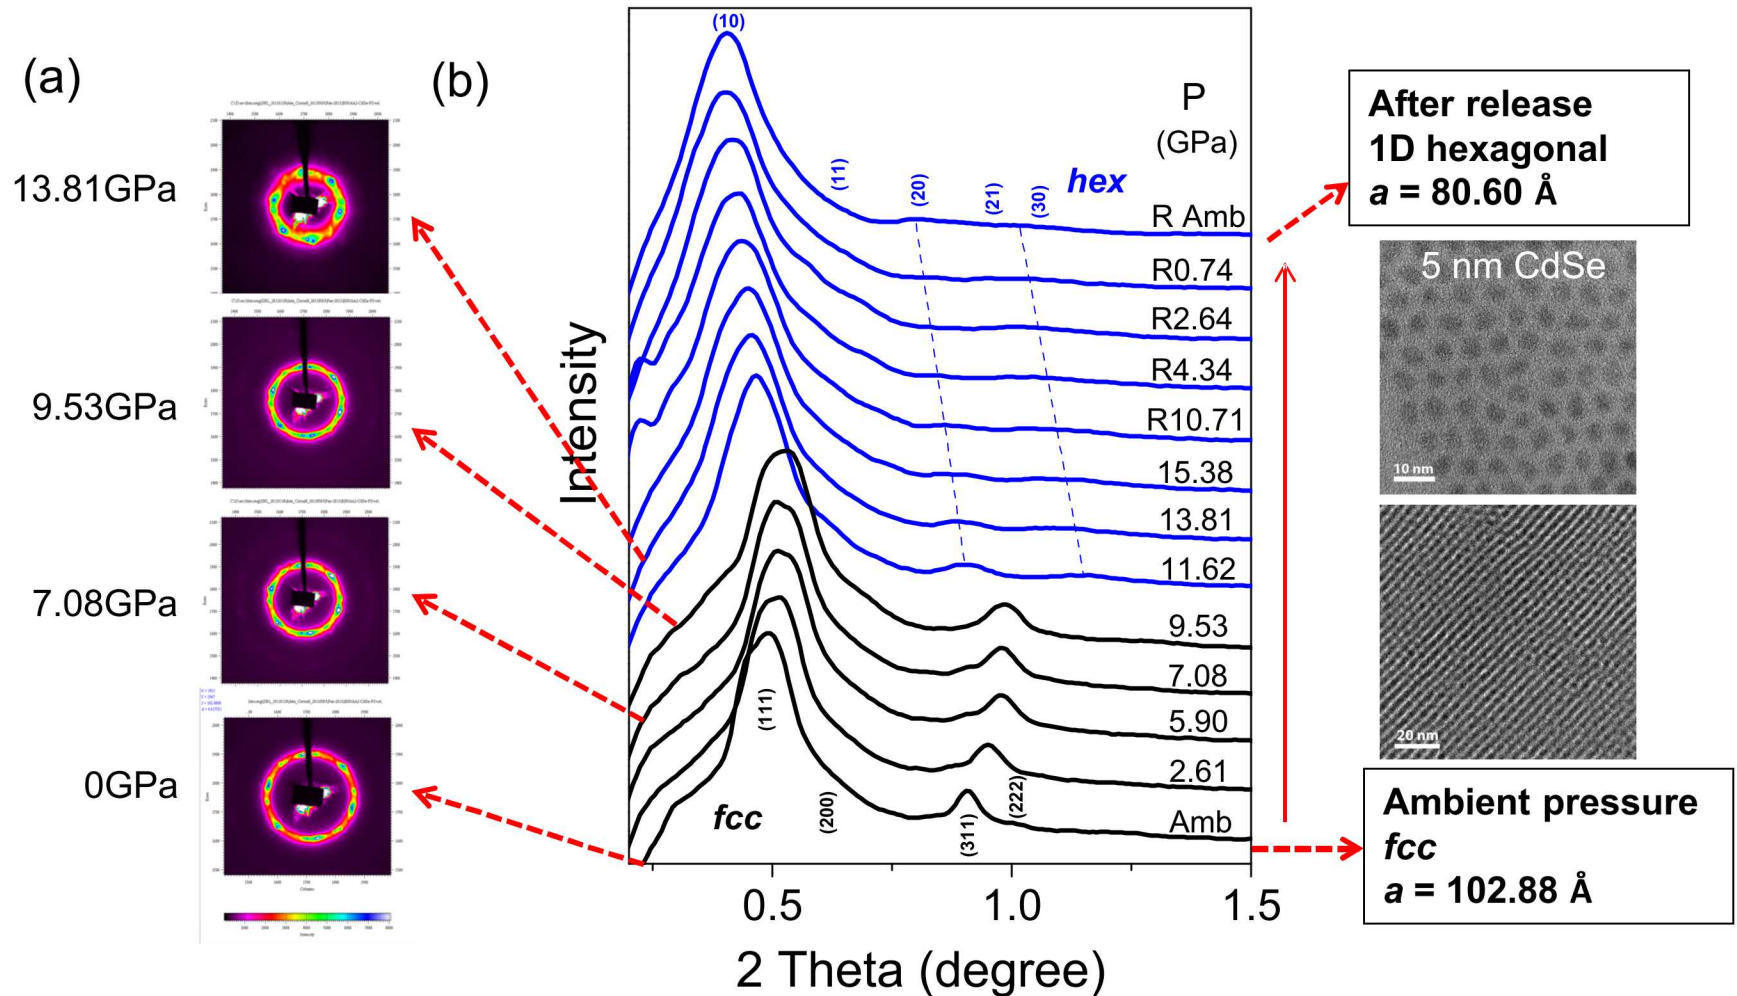 (a)
13.81GPa
9.53GPa
7.08GPa
0GPa
(b)
Intensity
(10)
(11)
(20)
(21)
(30)
hex
P
(GPa)
R Amb
R0.74
R2.64
R4.34
R10.71
15.38
13.81
11.62
9.53
7.08
5.90
2.61
Amb
(111)
fcc
(200)
(311)
(222)
0.5
1.0
1.5
2 Theta (degree)
After release
1D hexagonal
a = 80.60 Å
5 nm CdSe
10 nm
20 nm
Ambient pressure
fcc
a = 102.88 Å